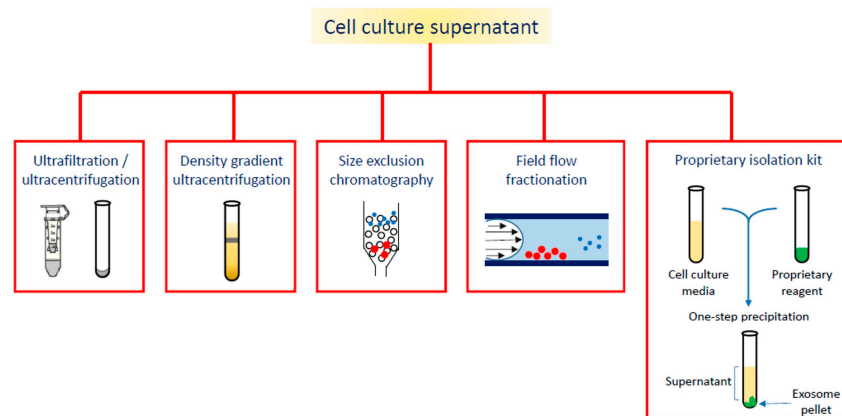 Cell culture supernatant
Ultrafiltration /
ultracentrifugation
Density gradient
ultracentrifugation
Size exclusion
chromatography
Field flow
fractionation
Proprietary isolation kit
Cell culture
media
Proprietary
reagent
One-step precipitation
Supernatant
Exosome
pellet